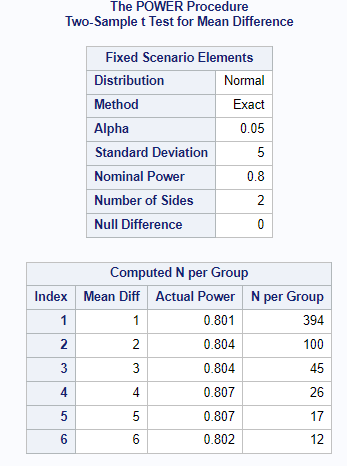 The POWER Procedure
Two-Sample t Test for Mean Difference
Fixed Scenario Elements
Distribution Normal
Method Exact
Alpha 0.05
Standard Deviation 5
Nominal Power 0.8
Number of Sides 2
Null Difference 0
Computed N per Group
Index Mean Diff Actual Power N per Group
1 1 0.801 394
2 2 0.804 100
3 3 0.804 45
4 4 0.807 26
5 5 0.807 17
6 6 0.802 12